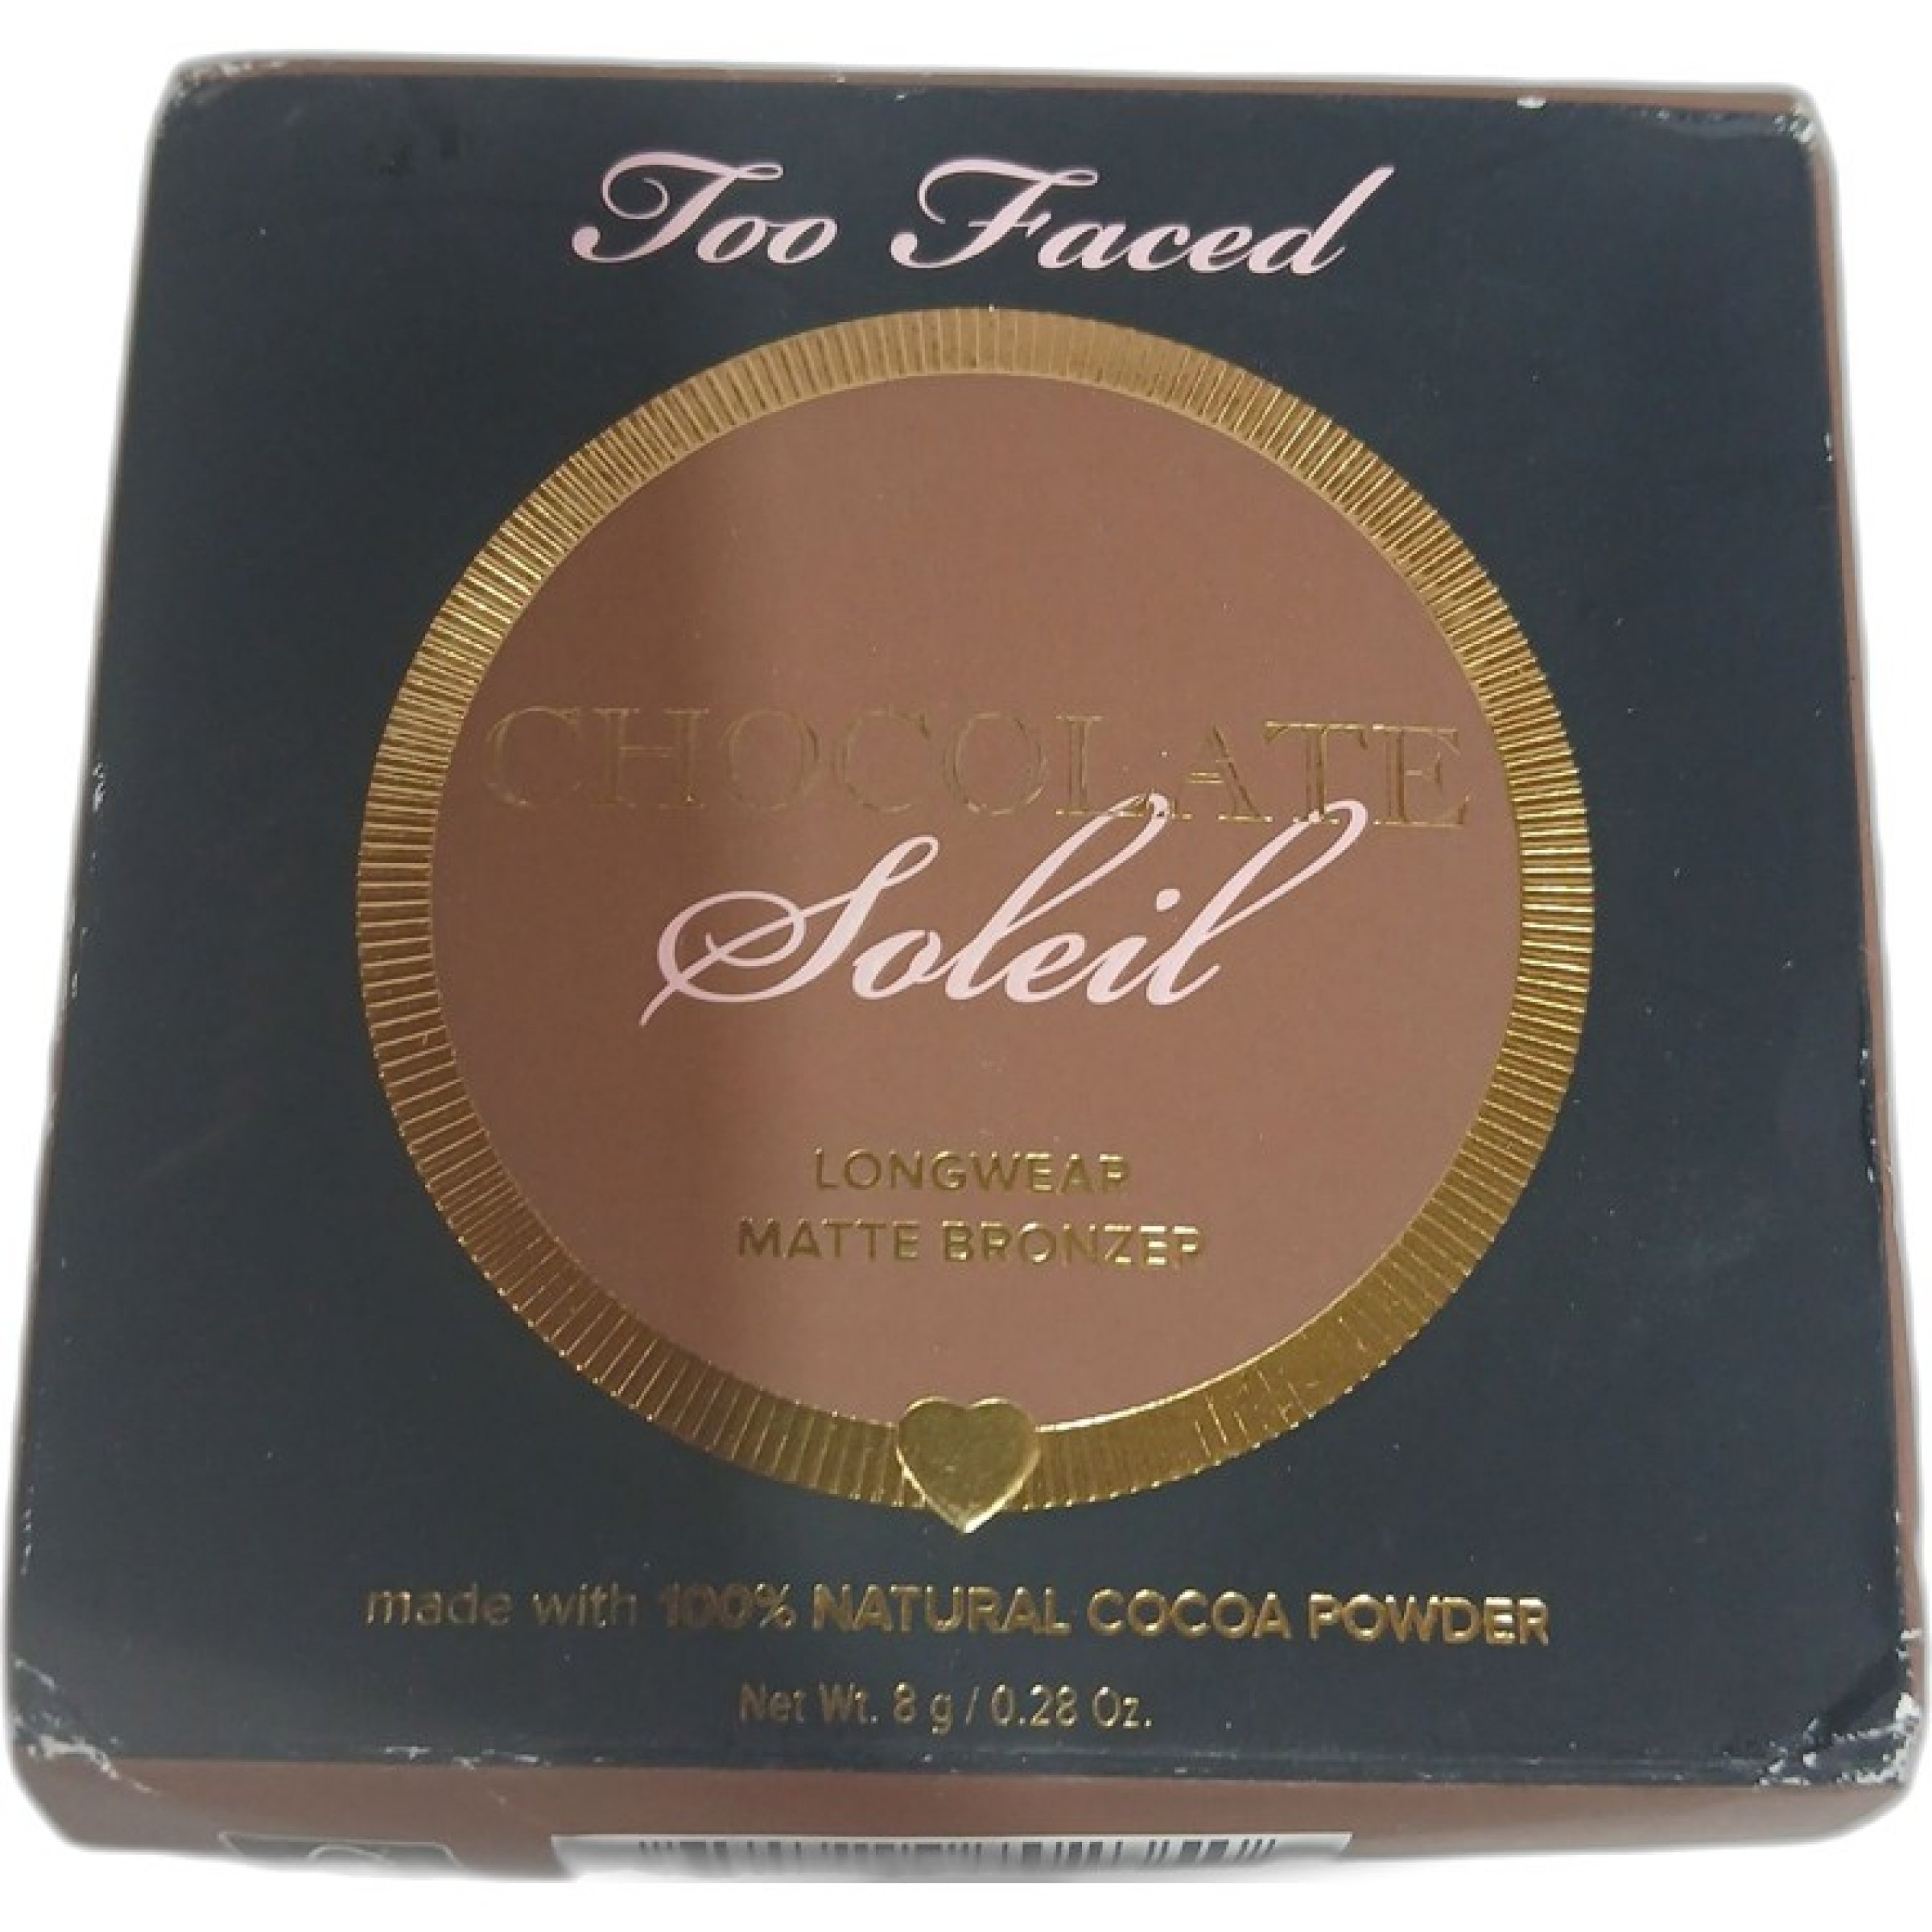 Too Faced
CHOCOLATE
Soleil
LONGWEAR
MATTE BRONZER
made with 100% NATURAL COCOA POWDER
Net Wt. 8 g / 0.28 Oz.